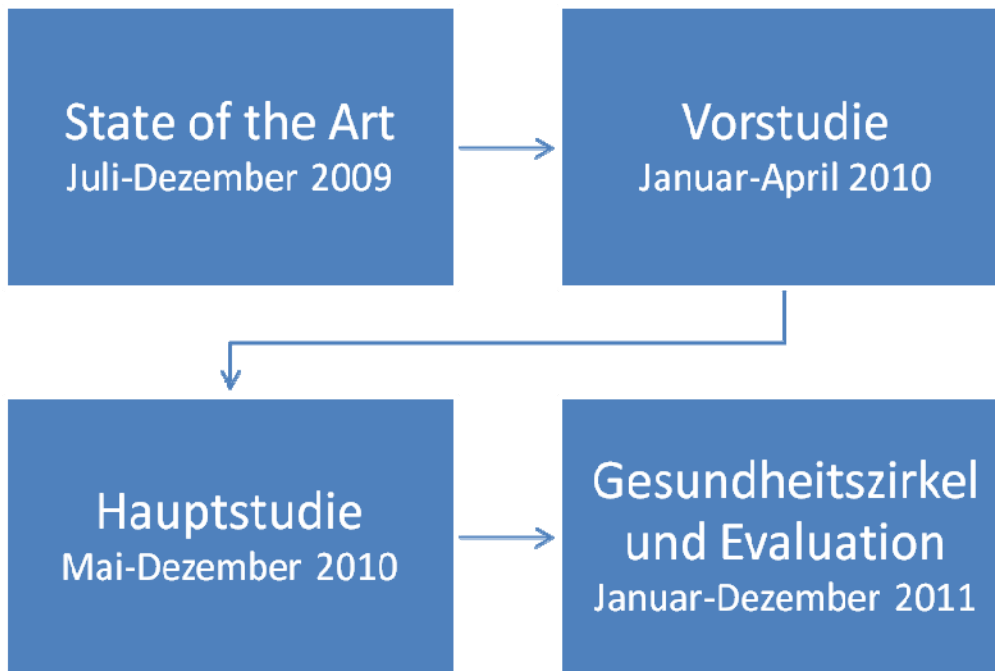 State of the Art
Juli-Dezember 2009
Vorstudie
Januar-April 2010
Hauptstudie
Mai-Dezember 2010
Gesundheitszirkel
und Evaluation
Januar-Dezember 2011